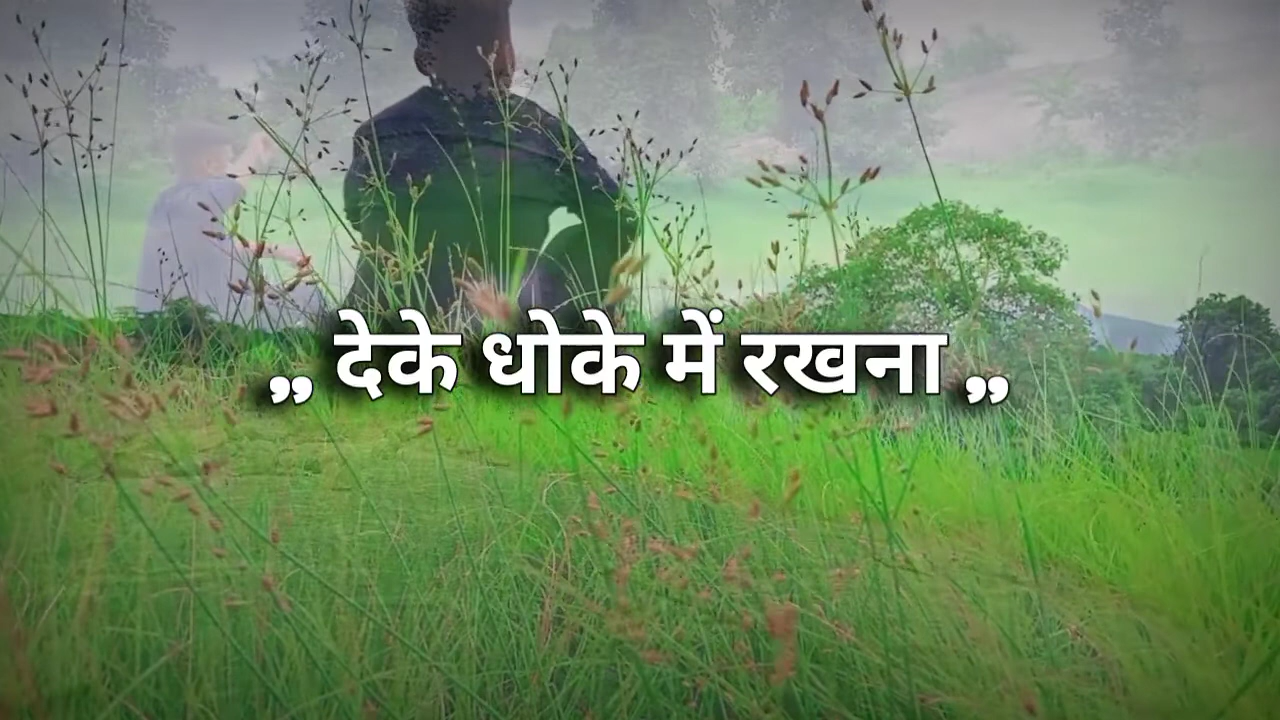 „ देके धोके में रखना „